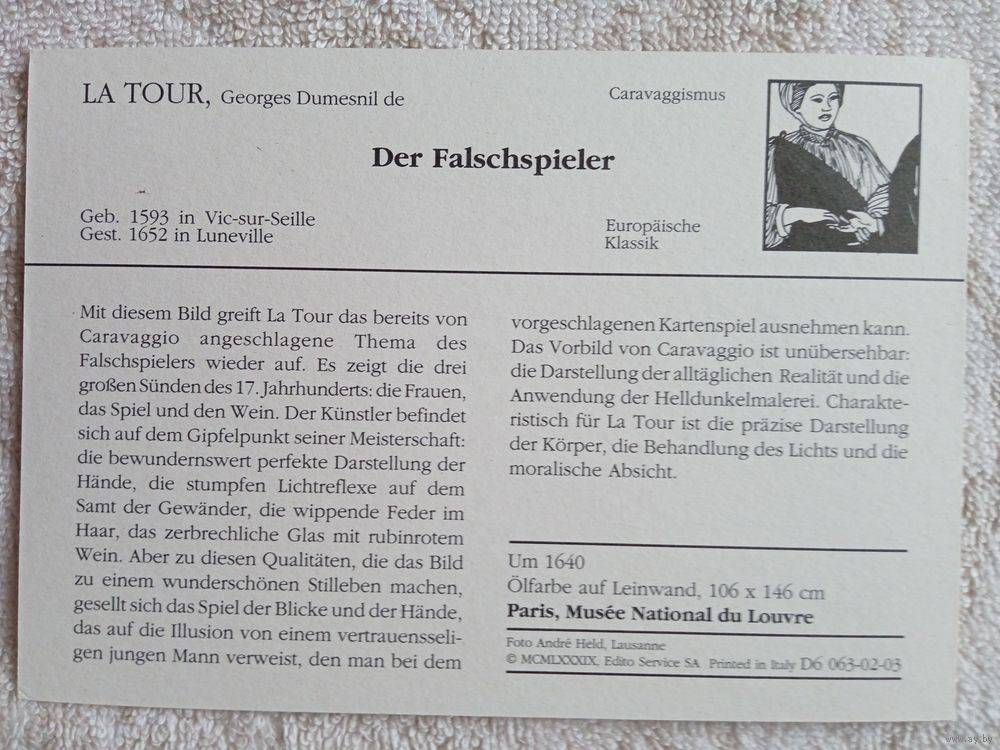 LA TOUR, Georges Dumesnil de
Caravaggismus
Der Falschspieler
Geb. 1593 in Vic-sur-Seille
Gest. 1652 in Luneville
Europäische
Klassik
Mit diesem Bild greift La Tour das bereits von
Caravaggio angeschlagene Thema des
Falschspielers wieder auf. Es zeigt die drei
großen Sünden des 17. Jahrhunderts: die Frauen,
das Spiel und den Wein. Der Künstler befindet
sich auf dem Gipfelpunkt seiner Meisterschaft:
die bewundernswert perfekte Darstellung der
Hände, die stumpfen Lichtreflexe auf dem
Samt der Gewänder, die wippende Feder im
Haar, das zerbrechliche Glas mit rubinrotem
Wein. Aber zu diesen Qualitäten, die das Bild
zu einem wunderschönen Stilleben machen,
gesellt sich das Spiel der Blicke und der Hände,
das auf die Illusion von einem vertrauensseli-
gen jungen Mann verweist, den man bei dem
vorgeschlagenen Kartenspiel ausnehmen kann.
Das Vorbild von Caravaggio ist unübersehbar:
die Darstellung der alltäglichen Realität und die
Anwendung der Helldunkelmalerei. Charakte-
ristisch für La Tour ist die präzise Darstellung
der Körper, die Behandlung des Lichts und die
moralische Absicht.
Um 1640
Ölfarbe auf Leinwand, 106 x 146 cm
Paris, Musée National du Louvre
Foto André Held, Lausanne
© MCMLXXXIX, Edito Service SA Printed in Italy D6 063-02-03
www.ay.by